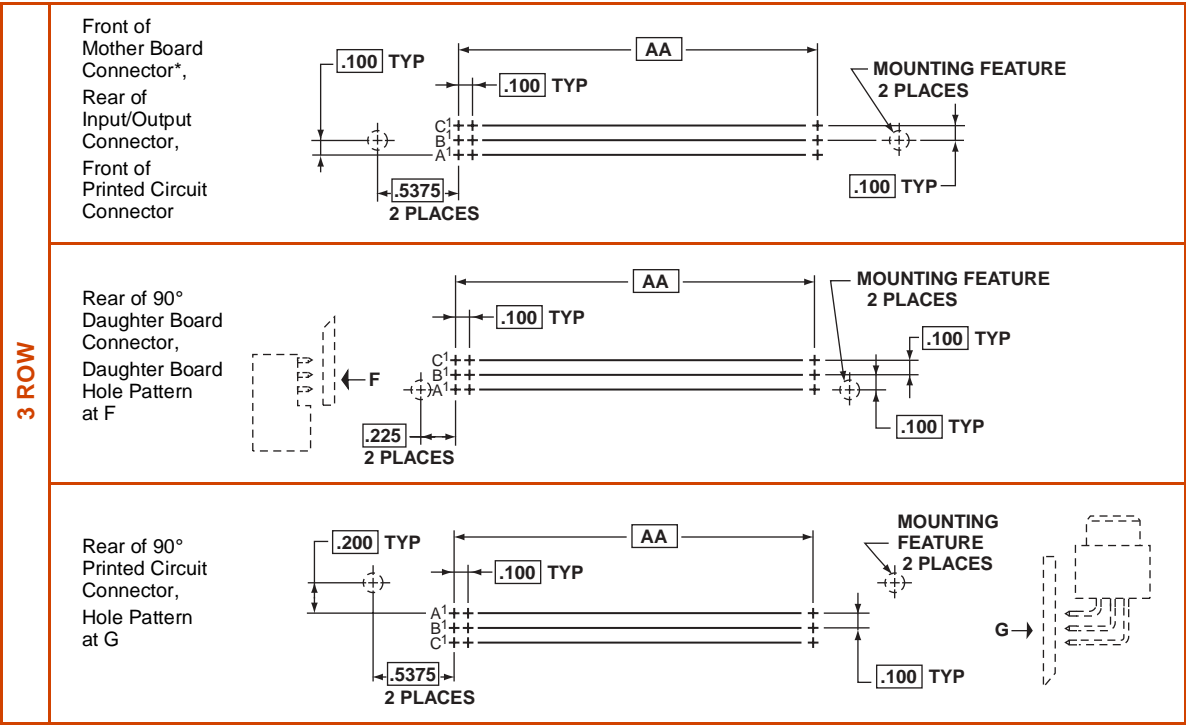 3 ROW
Front of
Mother Board
Connector*,
Rear of
Input/Output
Connector,
Front of
Printed Circuit
Connector
.100 TYP
AA
.100 TYP
MOUNTING FEATURE
2 PLACES
C1
B1
A1
.5375
2 PLACES
.100 TYP
Rear of 90°
Daughter Board
Connector,
Daughter Board
Hole Pattern
at F
F
AA
.100 TYP
MOUNTING FEATURE
2 PLACES
.100 TYP
C1
B1
A1
.225
2 PLACES
.100 TYP
Rear of 90°
Printed Circuit
Connector,
Hole Pattern
at G
.200 TYP
AA
.100 TYP
MOUNTING
FEATURE
2 PLACES
A1
B1
C1
.5375
2 PLACES
.100 TYP
G